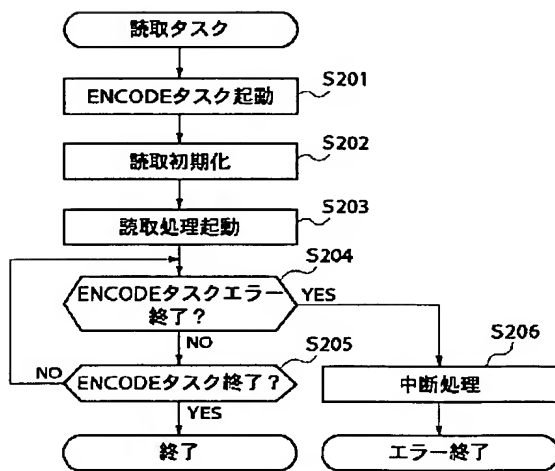 読取タスク
S201
ENCODEタスク起動
S202
読取初期化
S203
読取処理起動
S204
ENCODEタスクエラー
終了?
YES
NO
S205
S206
NO
ENCODEタスク終了?
中断処理
YES
終了
エラー終了